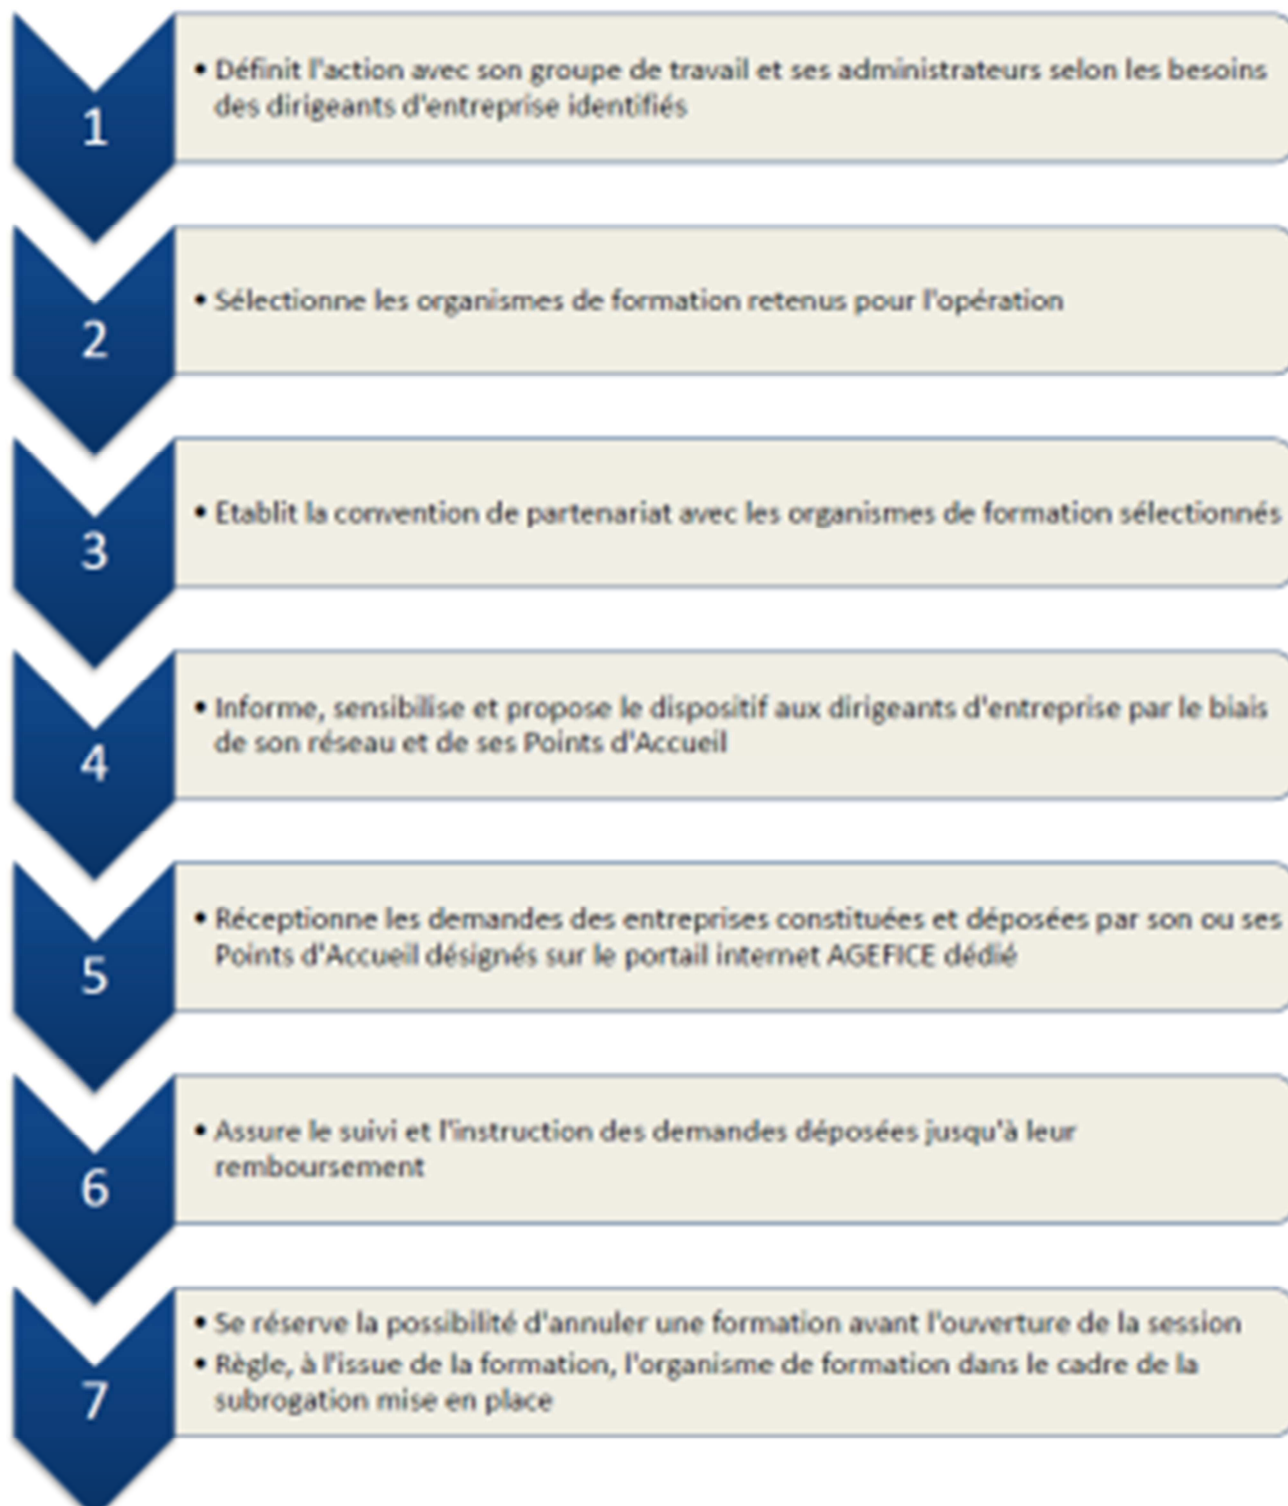 1
• Définit l'action avec son groupe de travail et ses administrateurs selon les besoins
des dirigeants d'entreprise identifiés
2
• Sélectionne les organismes de formation retenus pour l'opération
3
• Etablit la convention de partenariat avec les organismes de formation sélectionnés
4
• Informe, sensibilise et propose le dispositif aux dirigeants d'entreprise par le biais
de son réseau et de ses Points d'Accueil
5
• Réceptionne les demandes des entreprises constituées et déposées par son ou ses
Points d'Accueil désignés sur le portail internet AGEFICE dédié
6
• Assure le suivi et l'instruction des demandes déposées jusqu'à leur
remboursement
7
• Se réserve la possibilité d'annuler une formation avant l'ouverture de la session
• Règle, à l'issue de la formation, l'organisme de formation dans le cadre de la
subrogation mise en place